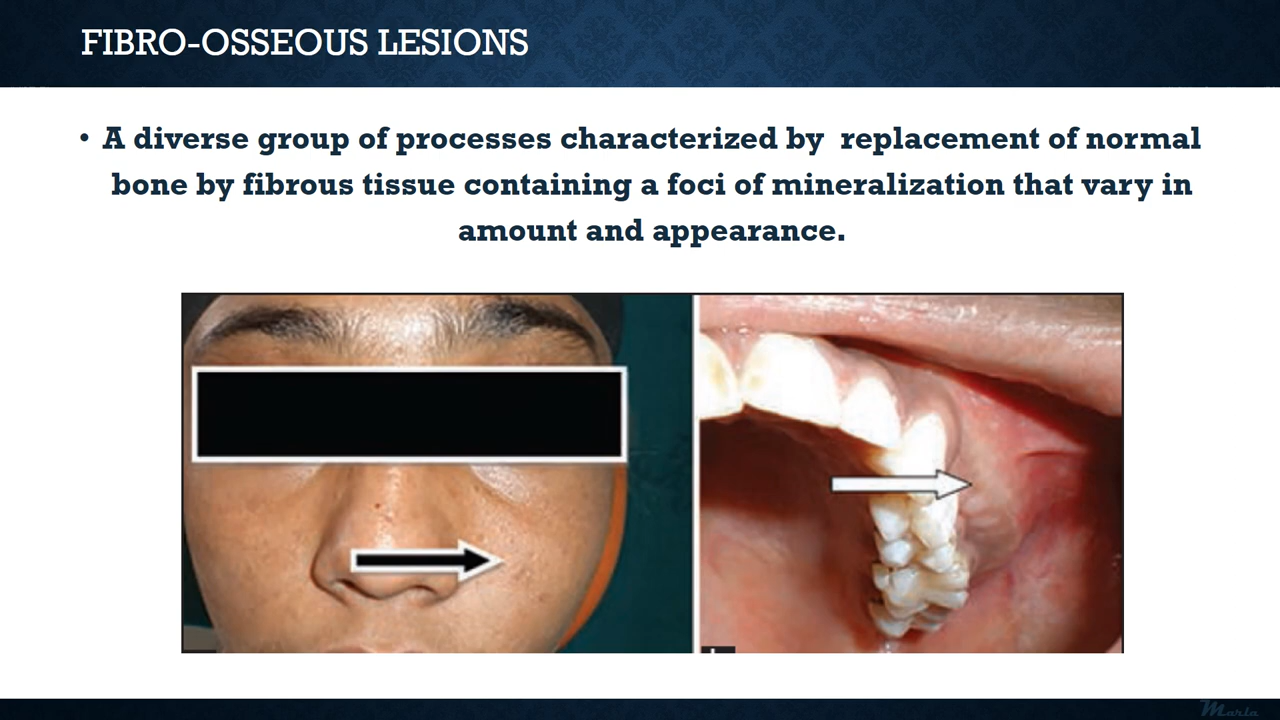 FIBRO-OSSEOUS LESIONS
• A diverse group of processes characterized by replacement of normal
bone by fibrous tissue containing a foci of mineralization that vary in
amount and appearance.
Maria